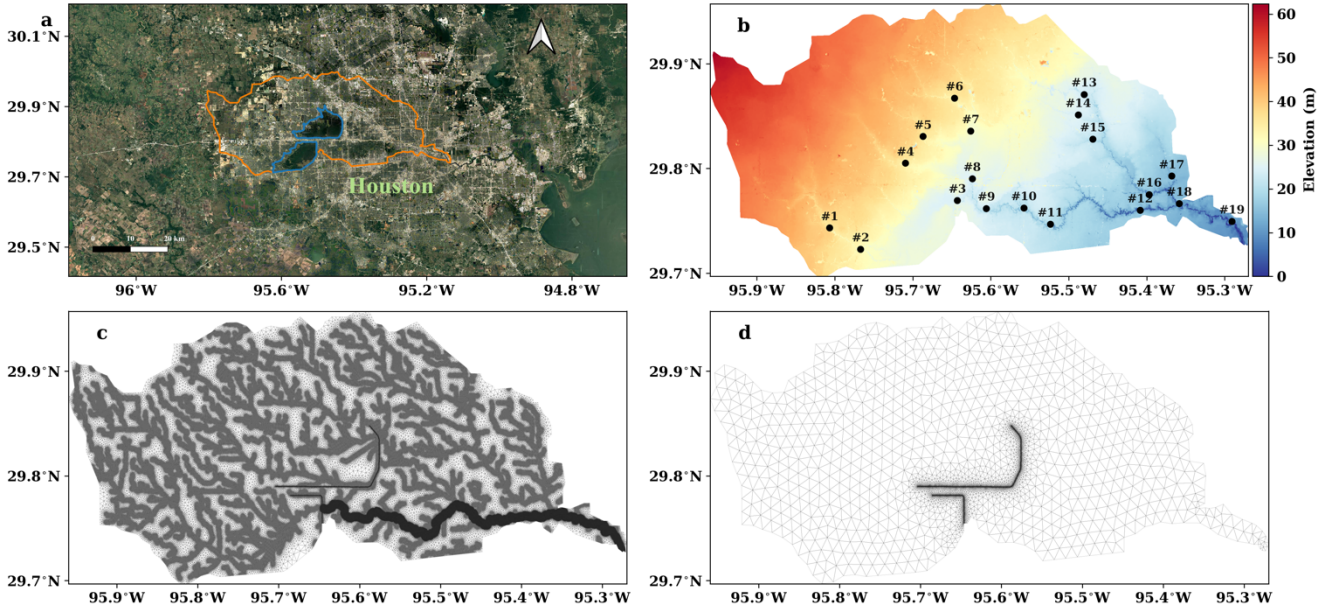 a
30.1°N
29.9°N
29.7°N
29.5°N
Houston
10
20 km
96°W
95.6°W
95.2°W
94.8°W
b
29.9°N
29.8°N
29.7°N
#1
#2
#3
#4
#5
#6
#7
#8
#9
#10
#11
#12
#13
#14
#15
#16
#17
#18
#19
95.9°W
95.8°W
95.7°W
95.6°W
95.5°W
95.4°W
95.3°W
60
50
40
30
20
10
0
Elevation (m)
c
29.9°N
29.8°N
29.7°N
95.9°W
95.8°W
95.7°W
95.6°W
95.5°W
95.4°W
95.3°W
d
29.9°N
29.8°N
29.7°N
95.9°W
95.8°W
95.7°W
95.6°W
95.5°W
95.4°W
95.3°W